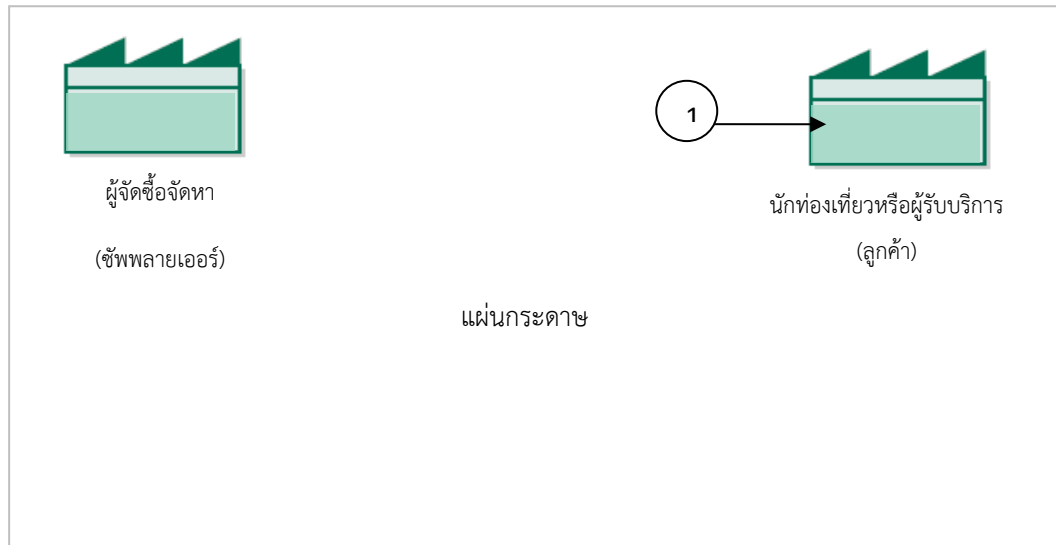 1
ผู้จัดซื้อจัดหา
(ซัพพลายเออร์)
นักท่องเที่ยวหรือผู้รับบริการ
(ลูกค้า)
แผ่นกระดาษ